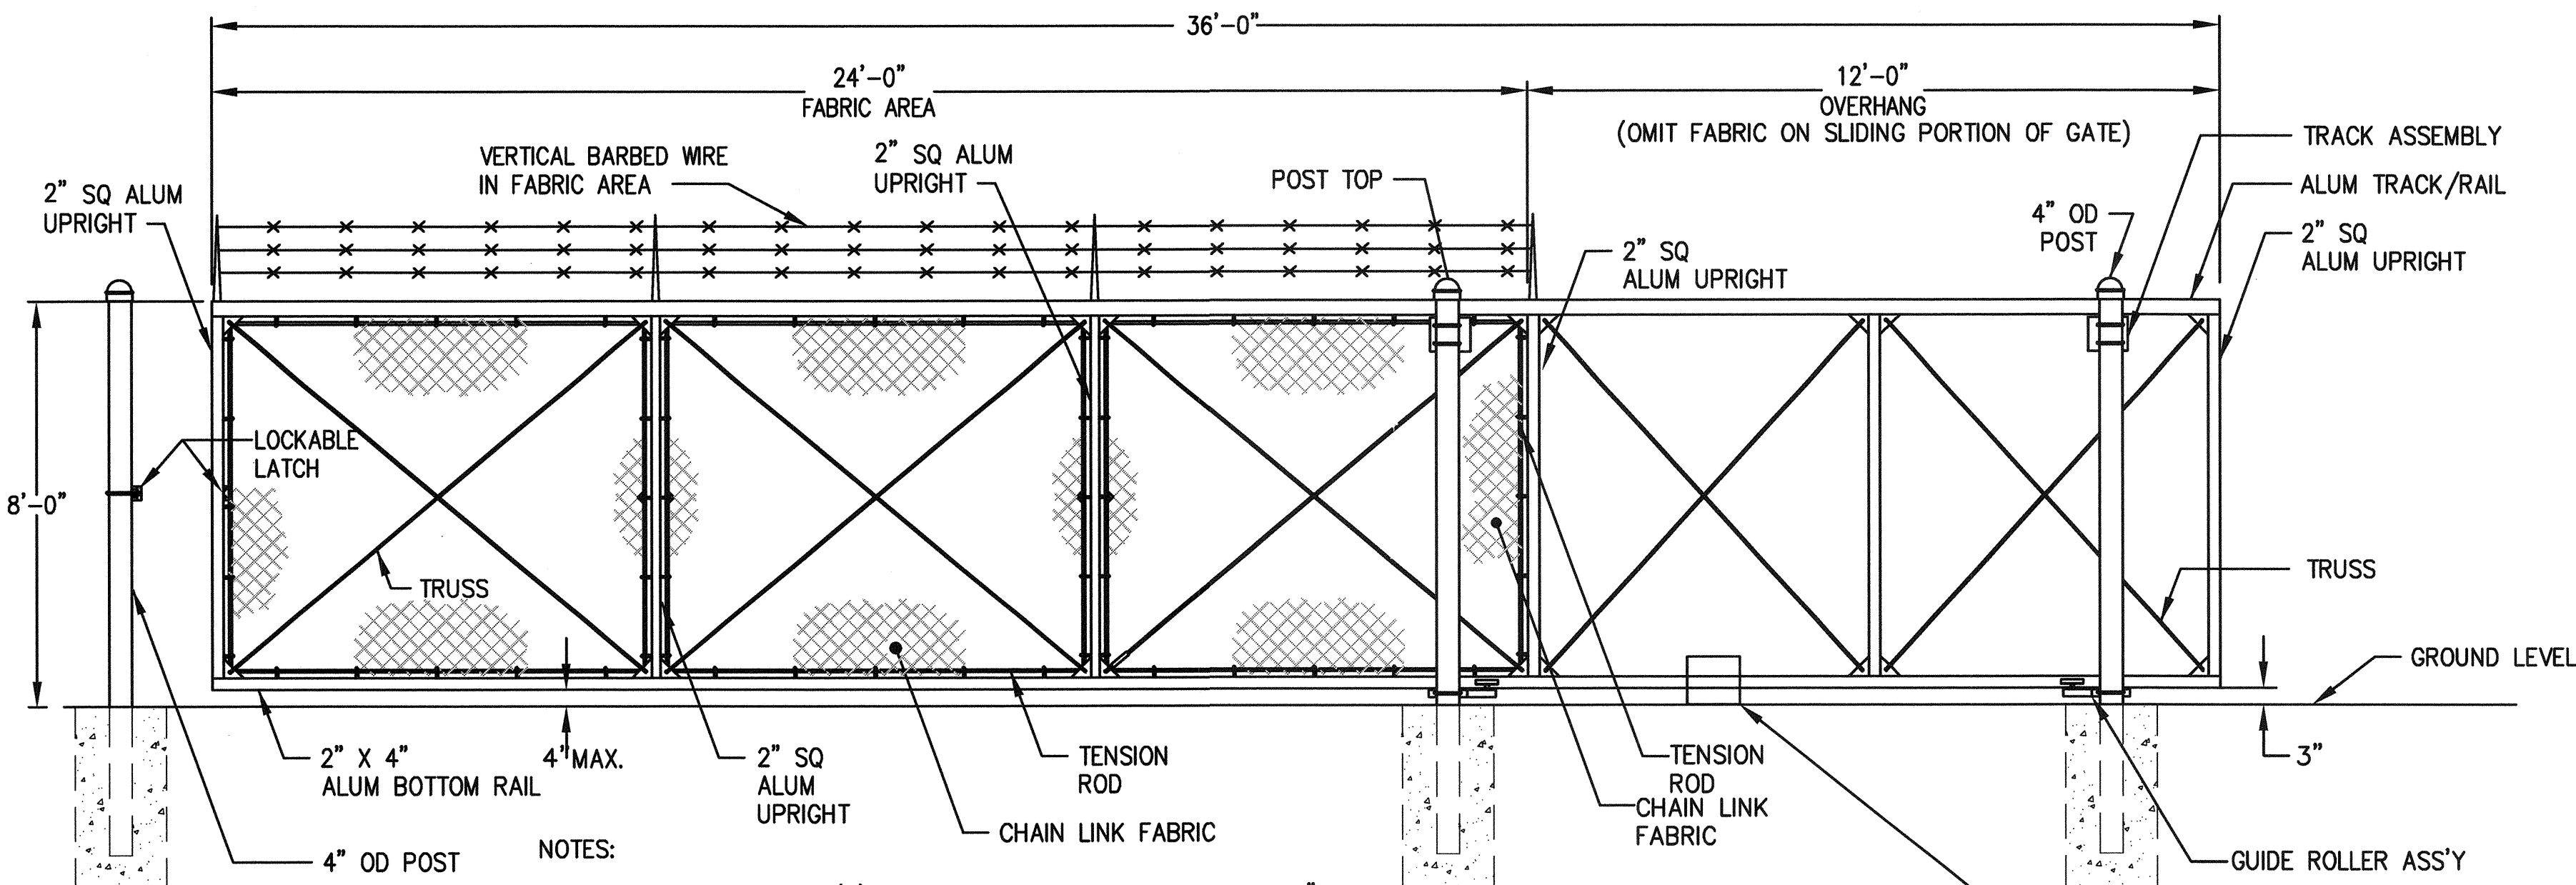 36'-0"
24'-0"
FABRIC AREA
12'-0"
OVERHANG
(OMIT FABRIC ON SLIDING PORTION OF GATE)
TRACK ASSEMBLY
VERTICAL BARBED WIRE
IN FABRIC AREA
2" SQ ALUM
UPRIGHT
POST TOP
ALUM TRACK/RAIL
2" SQ ALUM
UPRIGHT
4" OD
POST
2" SQ
ALUM UPRIGHT
2" SQ
ALUM UPRIGHT
LOCKABLE
LATCH
8'-0"
TRUSS
TRUSS
GROUND LEVEL
2" X 4"
ALUM BOTTOM RAIL
4" MAX.
2" SQ
ALUM
UPRIGHT
TENSION
ROD
TENSION
ROD
3"
CHAIN LINK FABRIC
CHAIN LINK
FABRIC
4" OD POST
NOTES:
GUIDE ROLLER ASS'Y